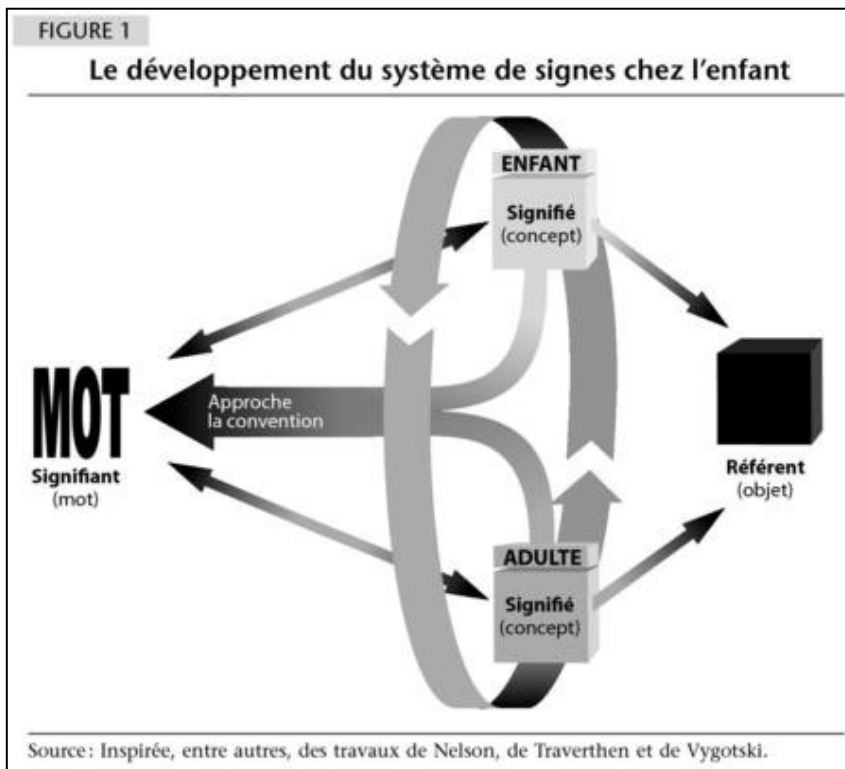 FIGURE 1
Le développement du système de signes chez l'enfant
ENFANT
Signifié
(concept)
MOT
Signifiant
(mot)
Approche
la convention
Référent
(objet)
ADULTE
Signifié
(concept)
Source : Inspirée, entre autres, des travaux de Nelson, de Traverthen et de Vygotski.